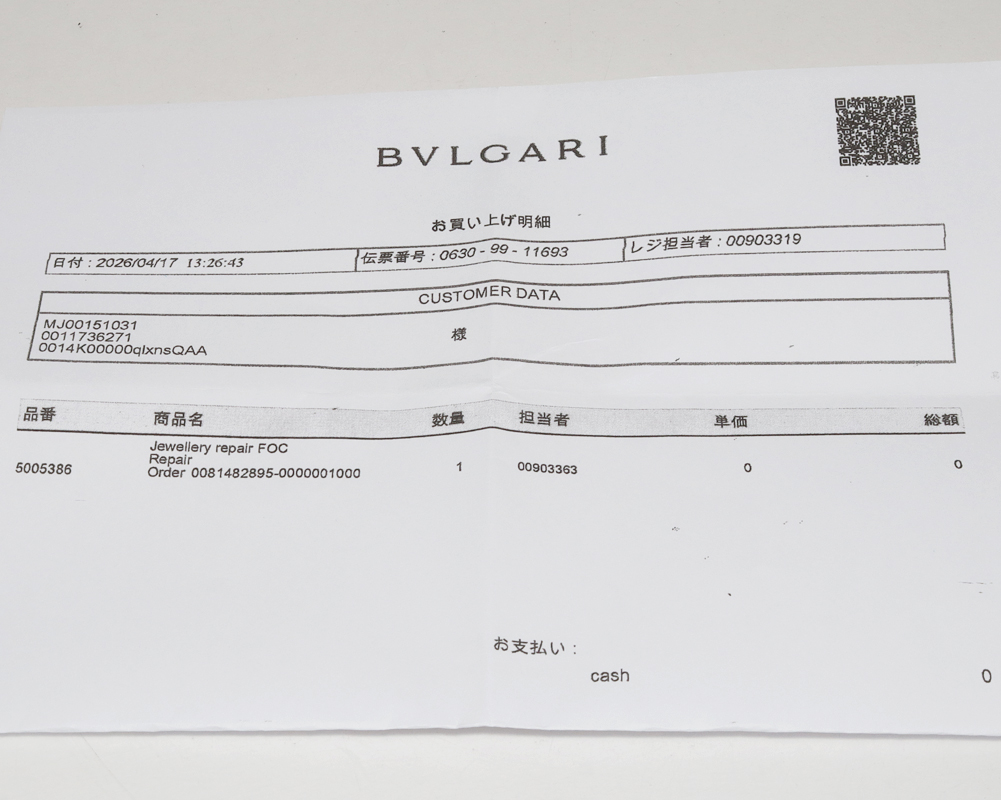 BVLGARI
お買い上げ明細
日付 : 2026/04/17 13:26:43 伝票番号 : 0630 - 99 - 11693 レジ担当者 : 00903319
CUSTOMER DATA
MJ00151031
0011736271 様
0014K00000qlxnsQAA
品番 商品名 数量 担当者 単価 総額
Jewellery repair FOC
Repair
5005386 Order 0081482895-0000001000 1 00903363 0 0
お支払い :
cash 0